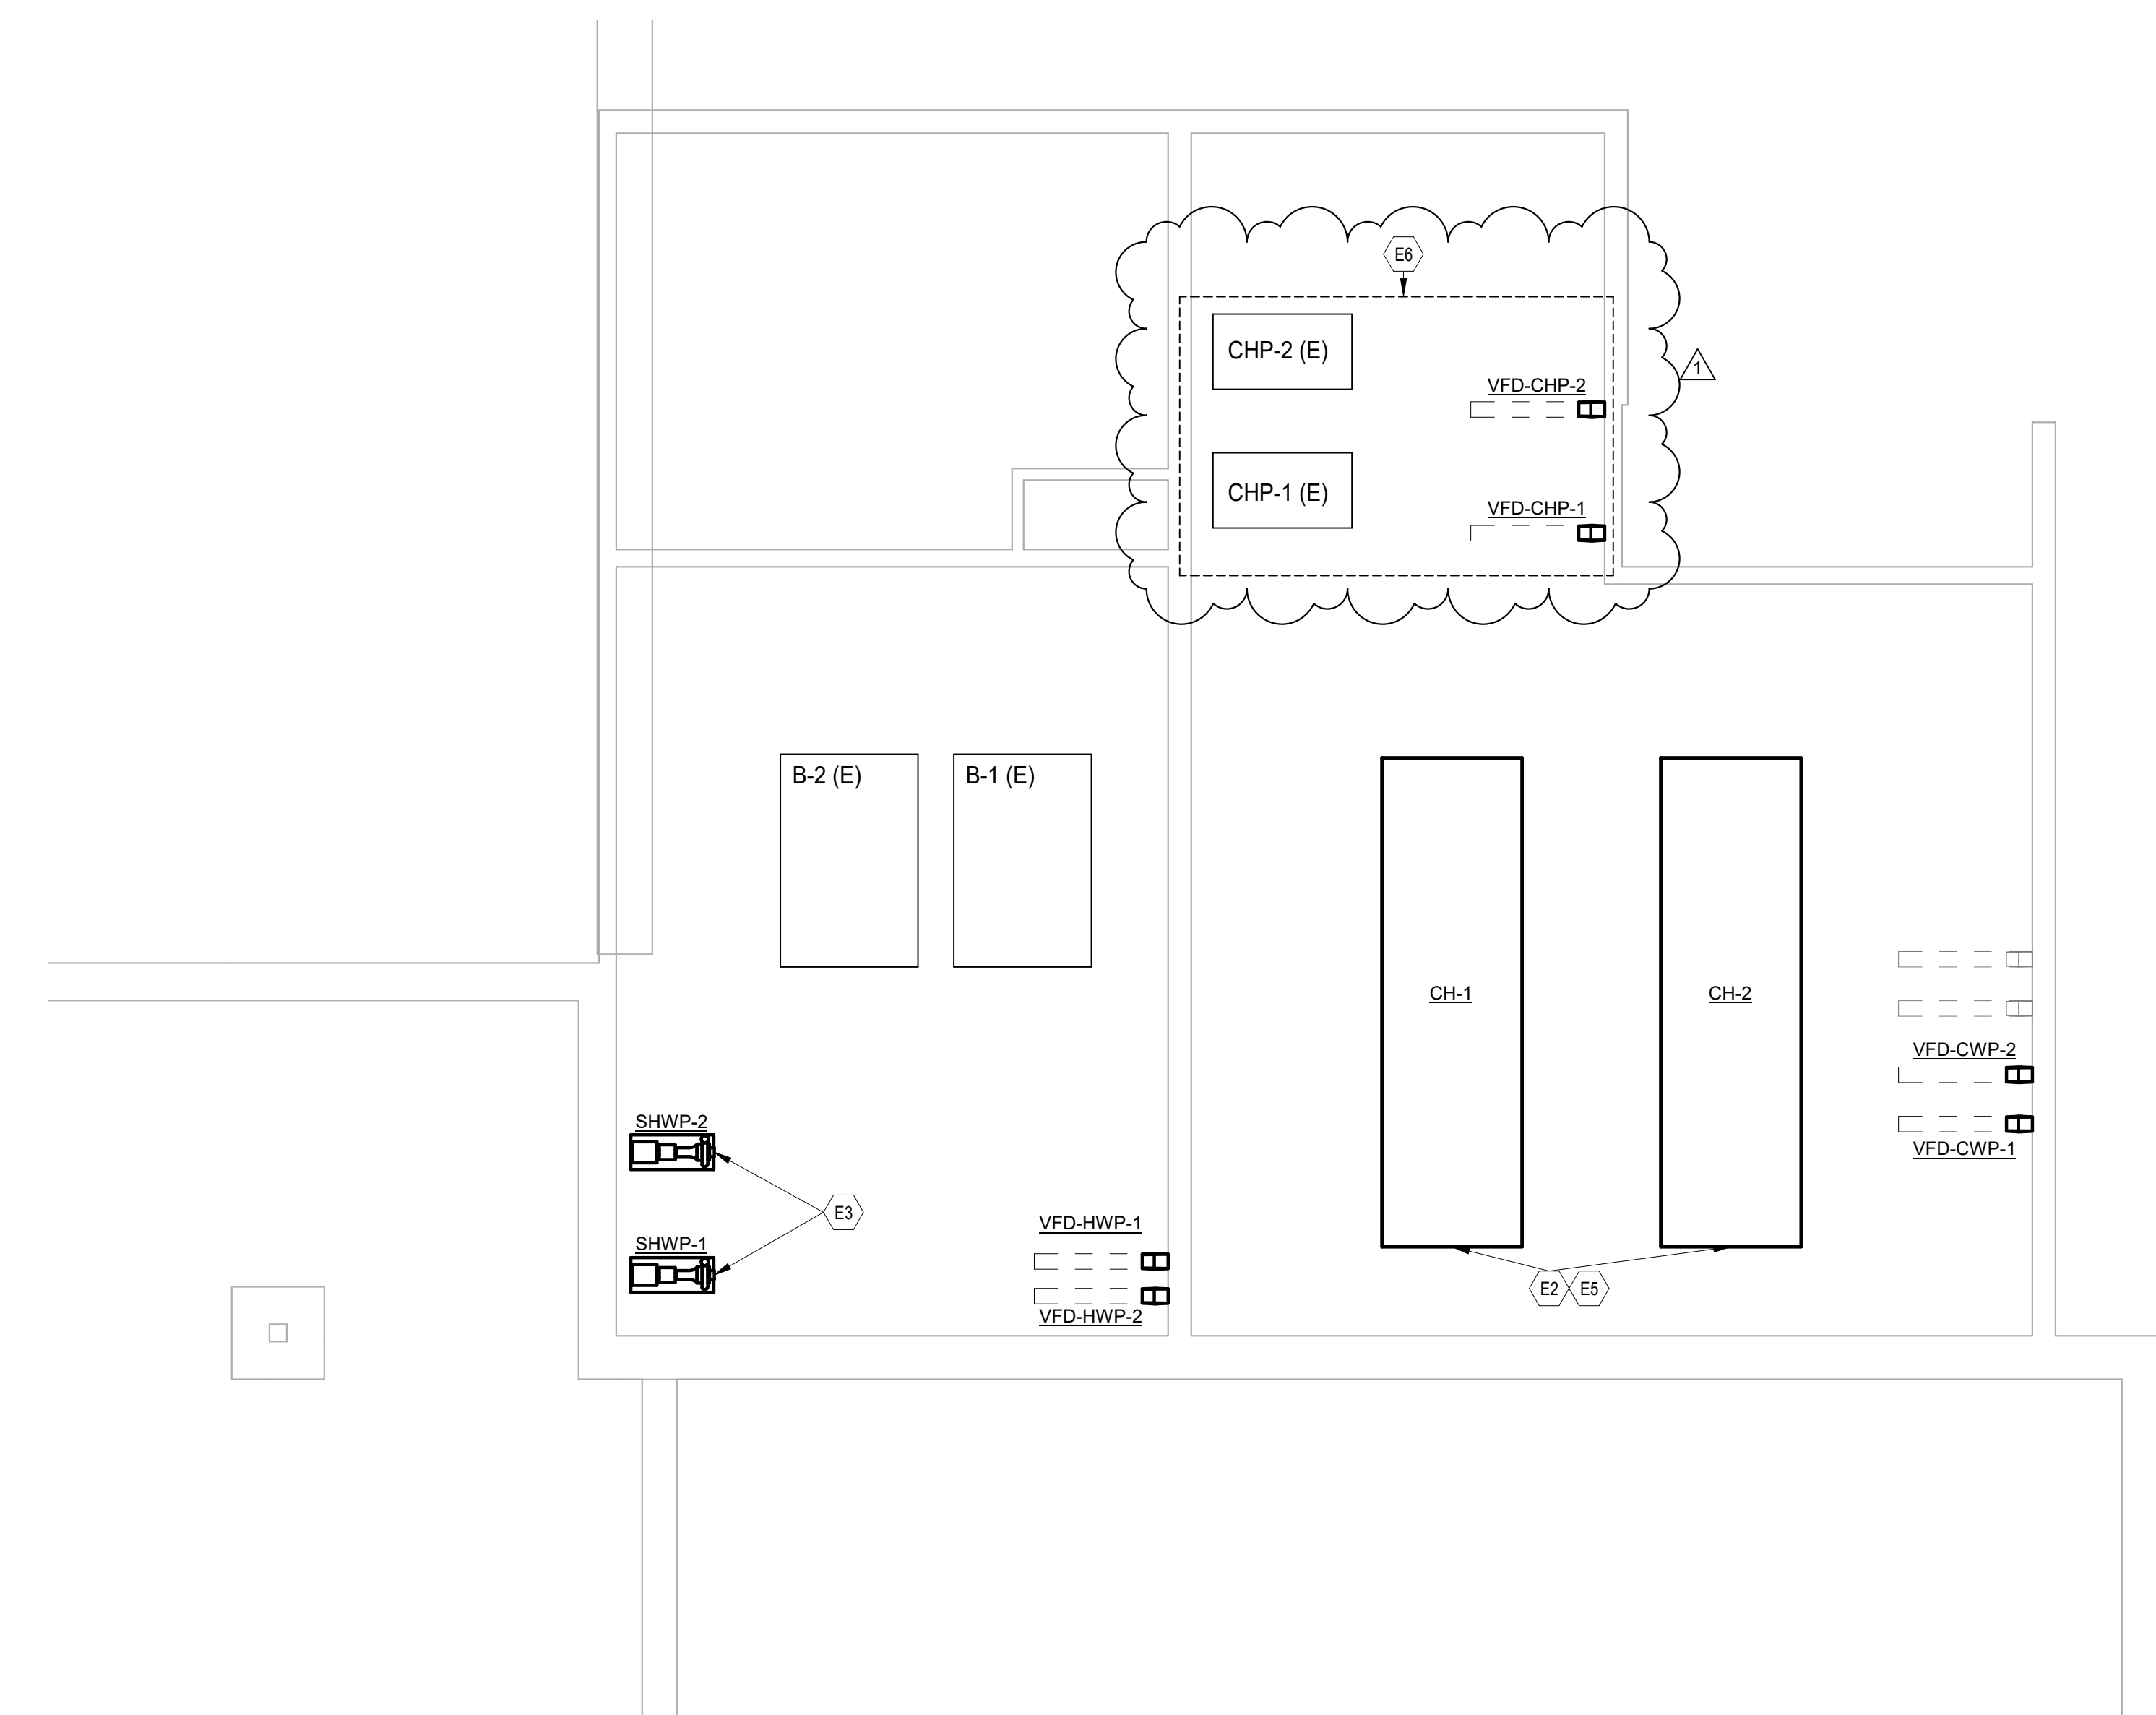 E6
CHP-2 (E)
1
VFD-CHP-2
CHP-1 (E)
VFD-CHP-1
B-2 (E)
B-1 (E)
CH-1
CH-2
VFD-CWP-2
SHWP-2
VFD-CWP-1
E3
VFD-HWP-1
SHWP-1
E2
E5
VFD-HWP-2